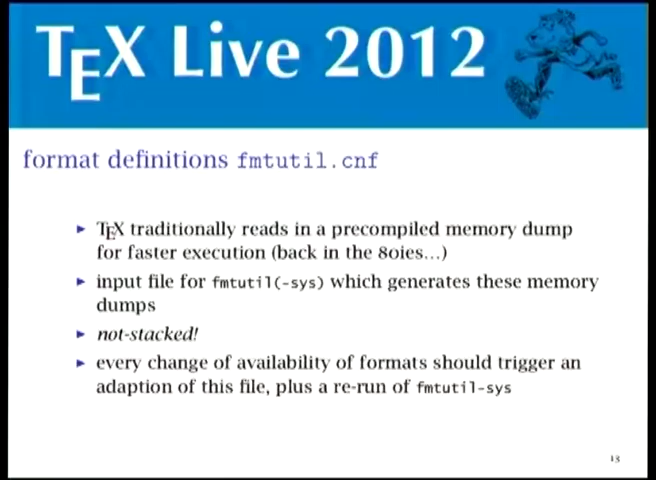 TEX Live 2012
format definitions fmtutil.cnf
► TEX traditionally reads in a precompiled memory dump
for faster execution (back in the 80ies...)
► input file for fmtutil(-sys) which generates these memory
dumps
► not-stacked!
► every change of availability of formats should trigger an
adaption of this file, plus a re-run of fmtutil-sys
13